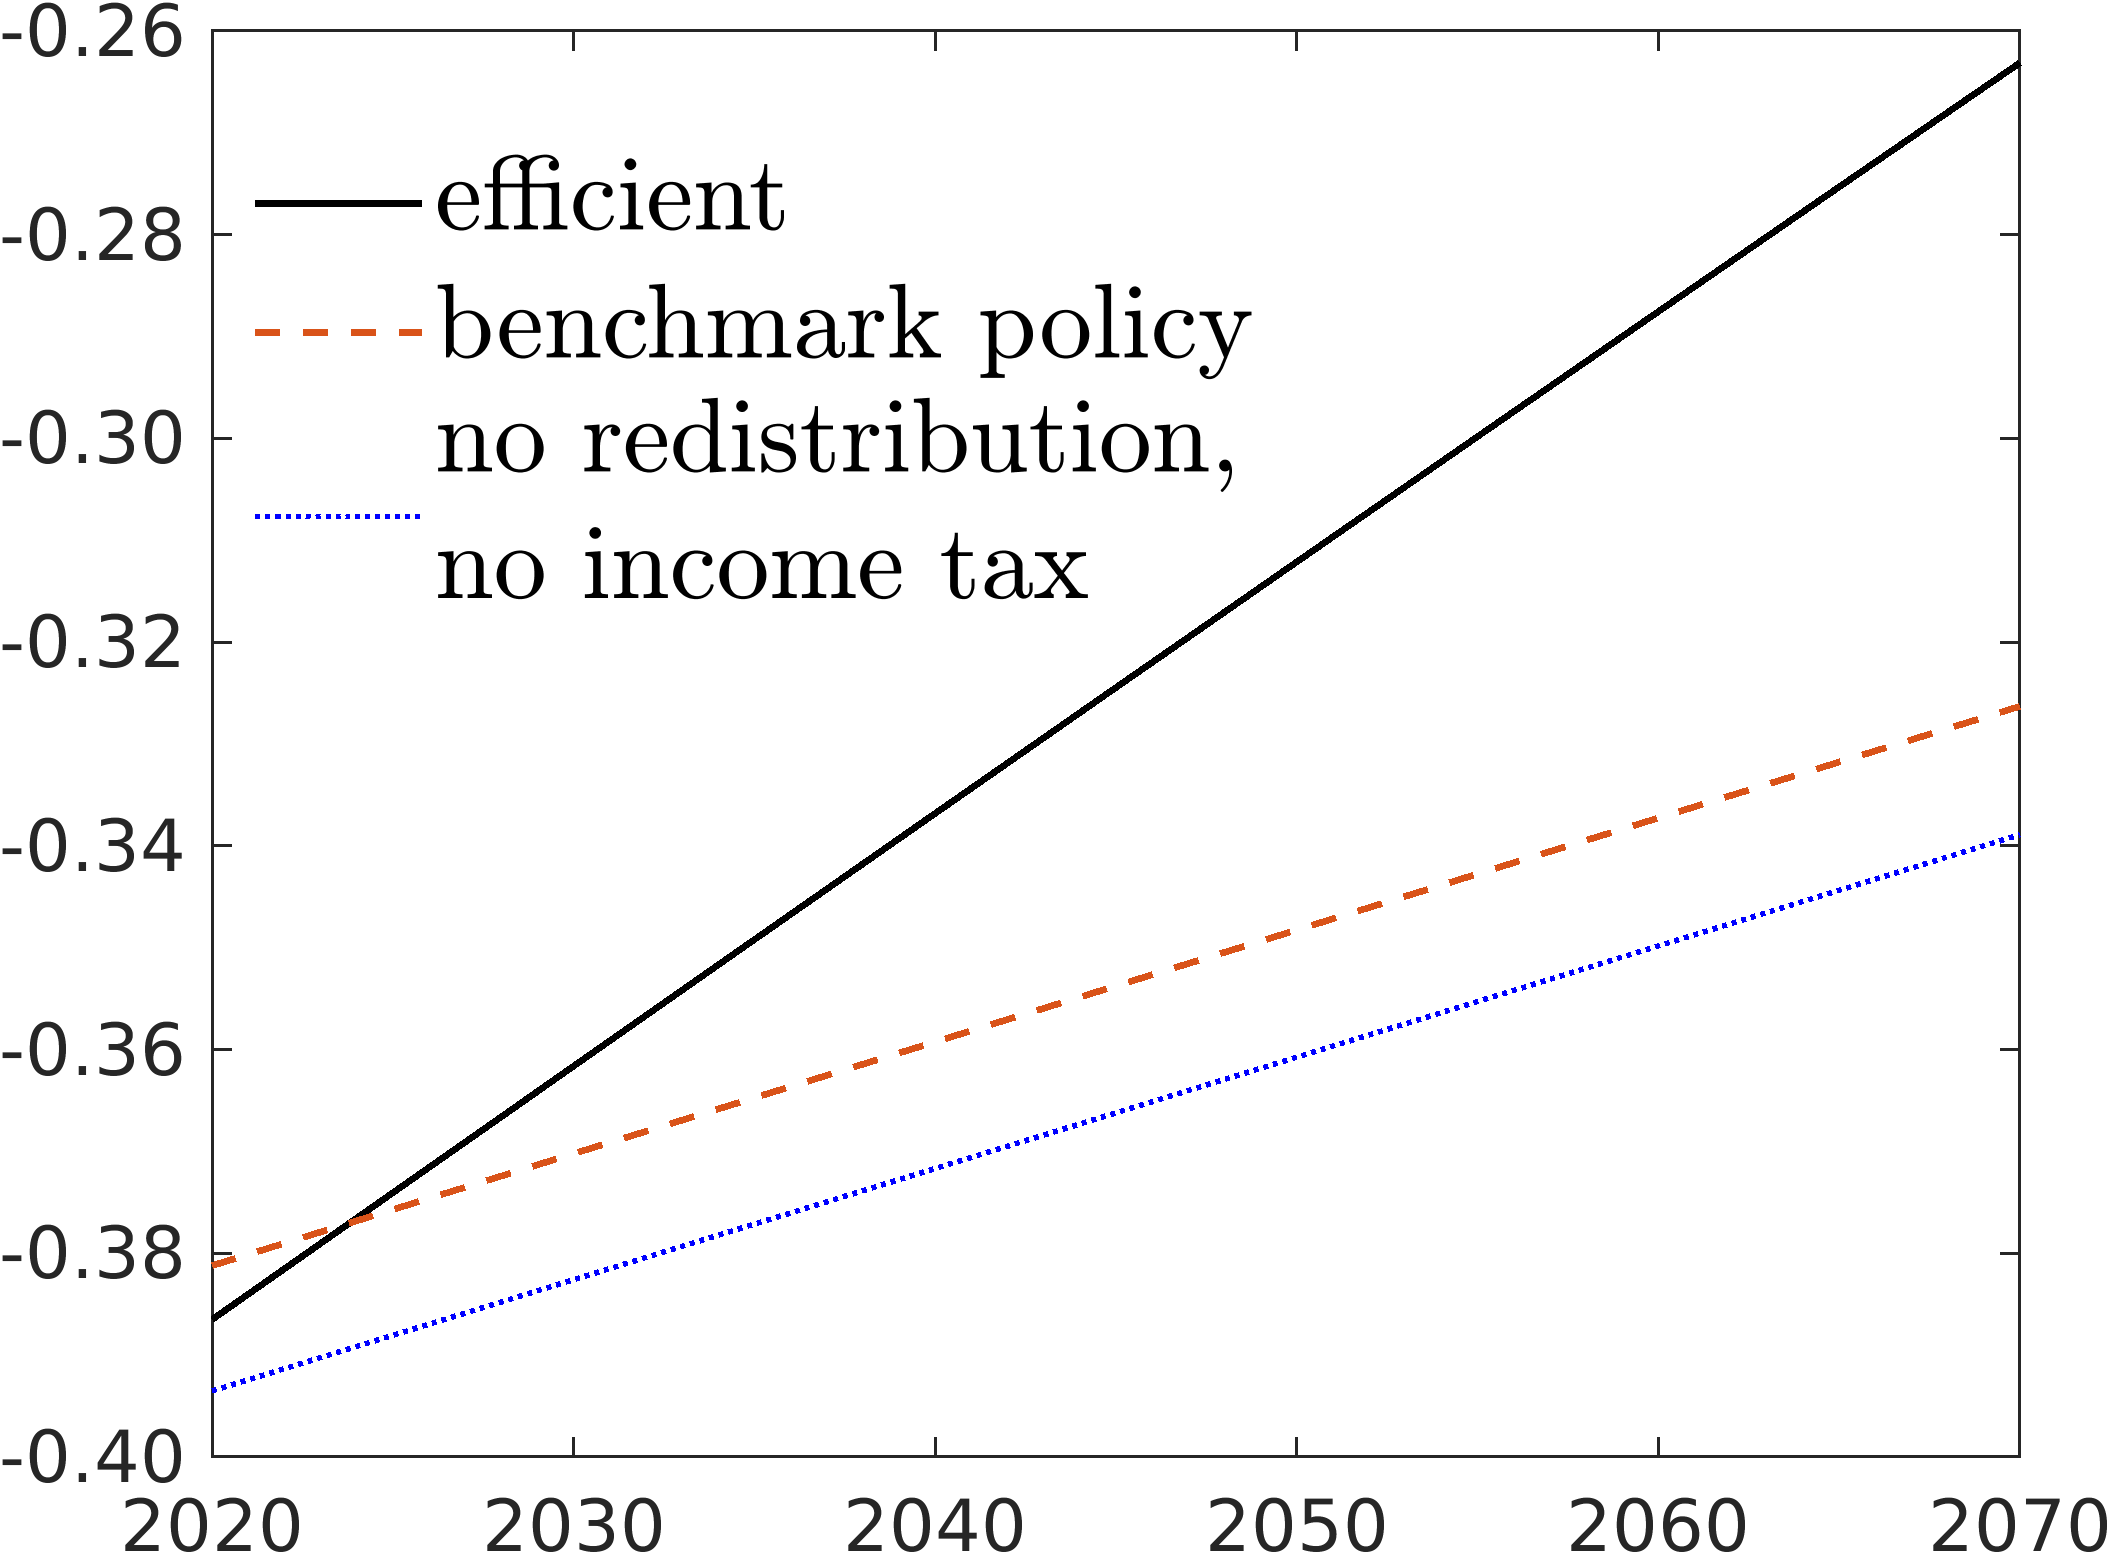 -0.26
efficient
-0.28
benchmark policy
no redistribution,
-0.30
no income tax
-0.32
-0.34
-0.36
-0.38
-0.40
2020 2030 2040 2050 2060 2070